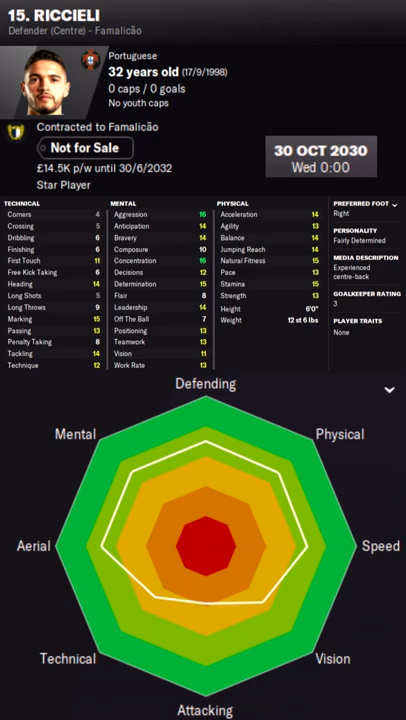 15. RICCIELI
Defender (Centre) - Famalicão
Portuguese
32 years old (17/9/1998)
0 caps / 0 goals
No youth caps
Contracted to Famalicão
Not for Sale
£14.5K p/w until 30/6/2032
Star Player
30 OCT 2030
Wed 0:00
TECHNICAL
Corners 4
Crossing 5
Dribbling 6
Finishing 6
First Touch 11
Free Kick Taking 6
Heading 14
Long Shots 5
Long Throws 9
Marking 15
Passing 13
Penalty Taking 8
Tackling 14
Technique 12
MENTAL
Aggression 16
Anticipation 14
Bravery 14
Composure 10
Concentration 16
Decisions 12
Determination 15
Flair 8
Leadership 14
Off The Ball 7
Positioning 13
Teamwork 13
Vision 11
Work Rate 13
PHYSICAL
Acceleration 14
Agility 13
Balance 14
Jumping Reach 14
Natural Fitness 15
Pace 13
Stamina 15
Strength 13
Height 6'0"
Weight 12 st 6 lbs
PREFERRED FOOT
Right
PERSONALITY
Fairly Determined
MEDIA DESCRIPTION
Experienced
centre-back
GOALKEEPER RATING
3
PLAYER TRAITS
None
Defending
Mental
Physical
Aerial
Speed
Technical
Vision
Attacking